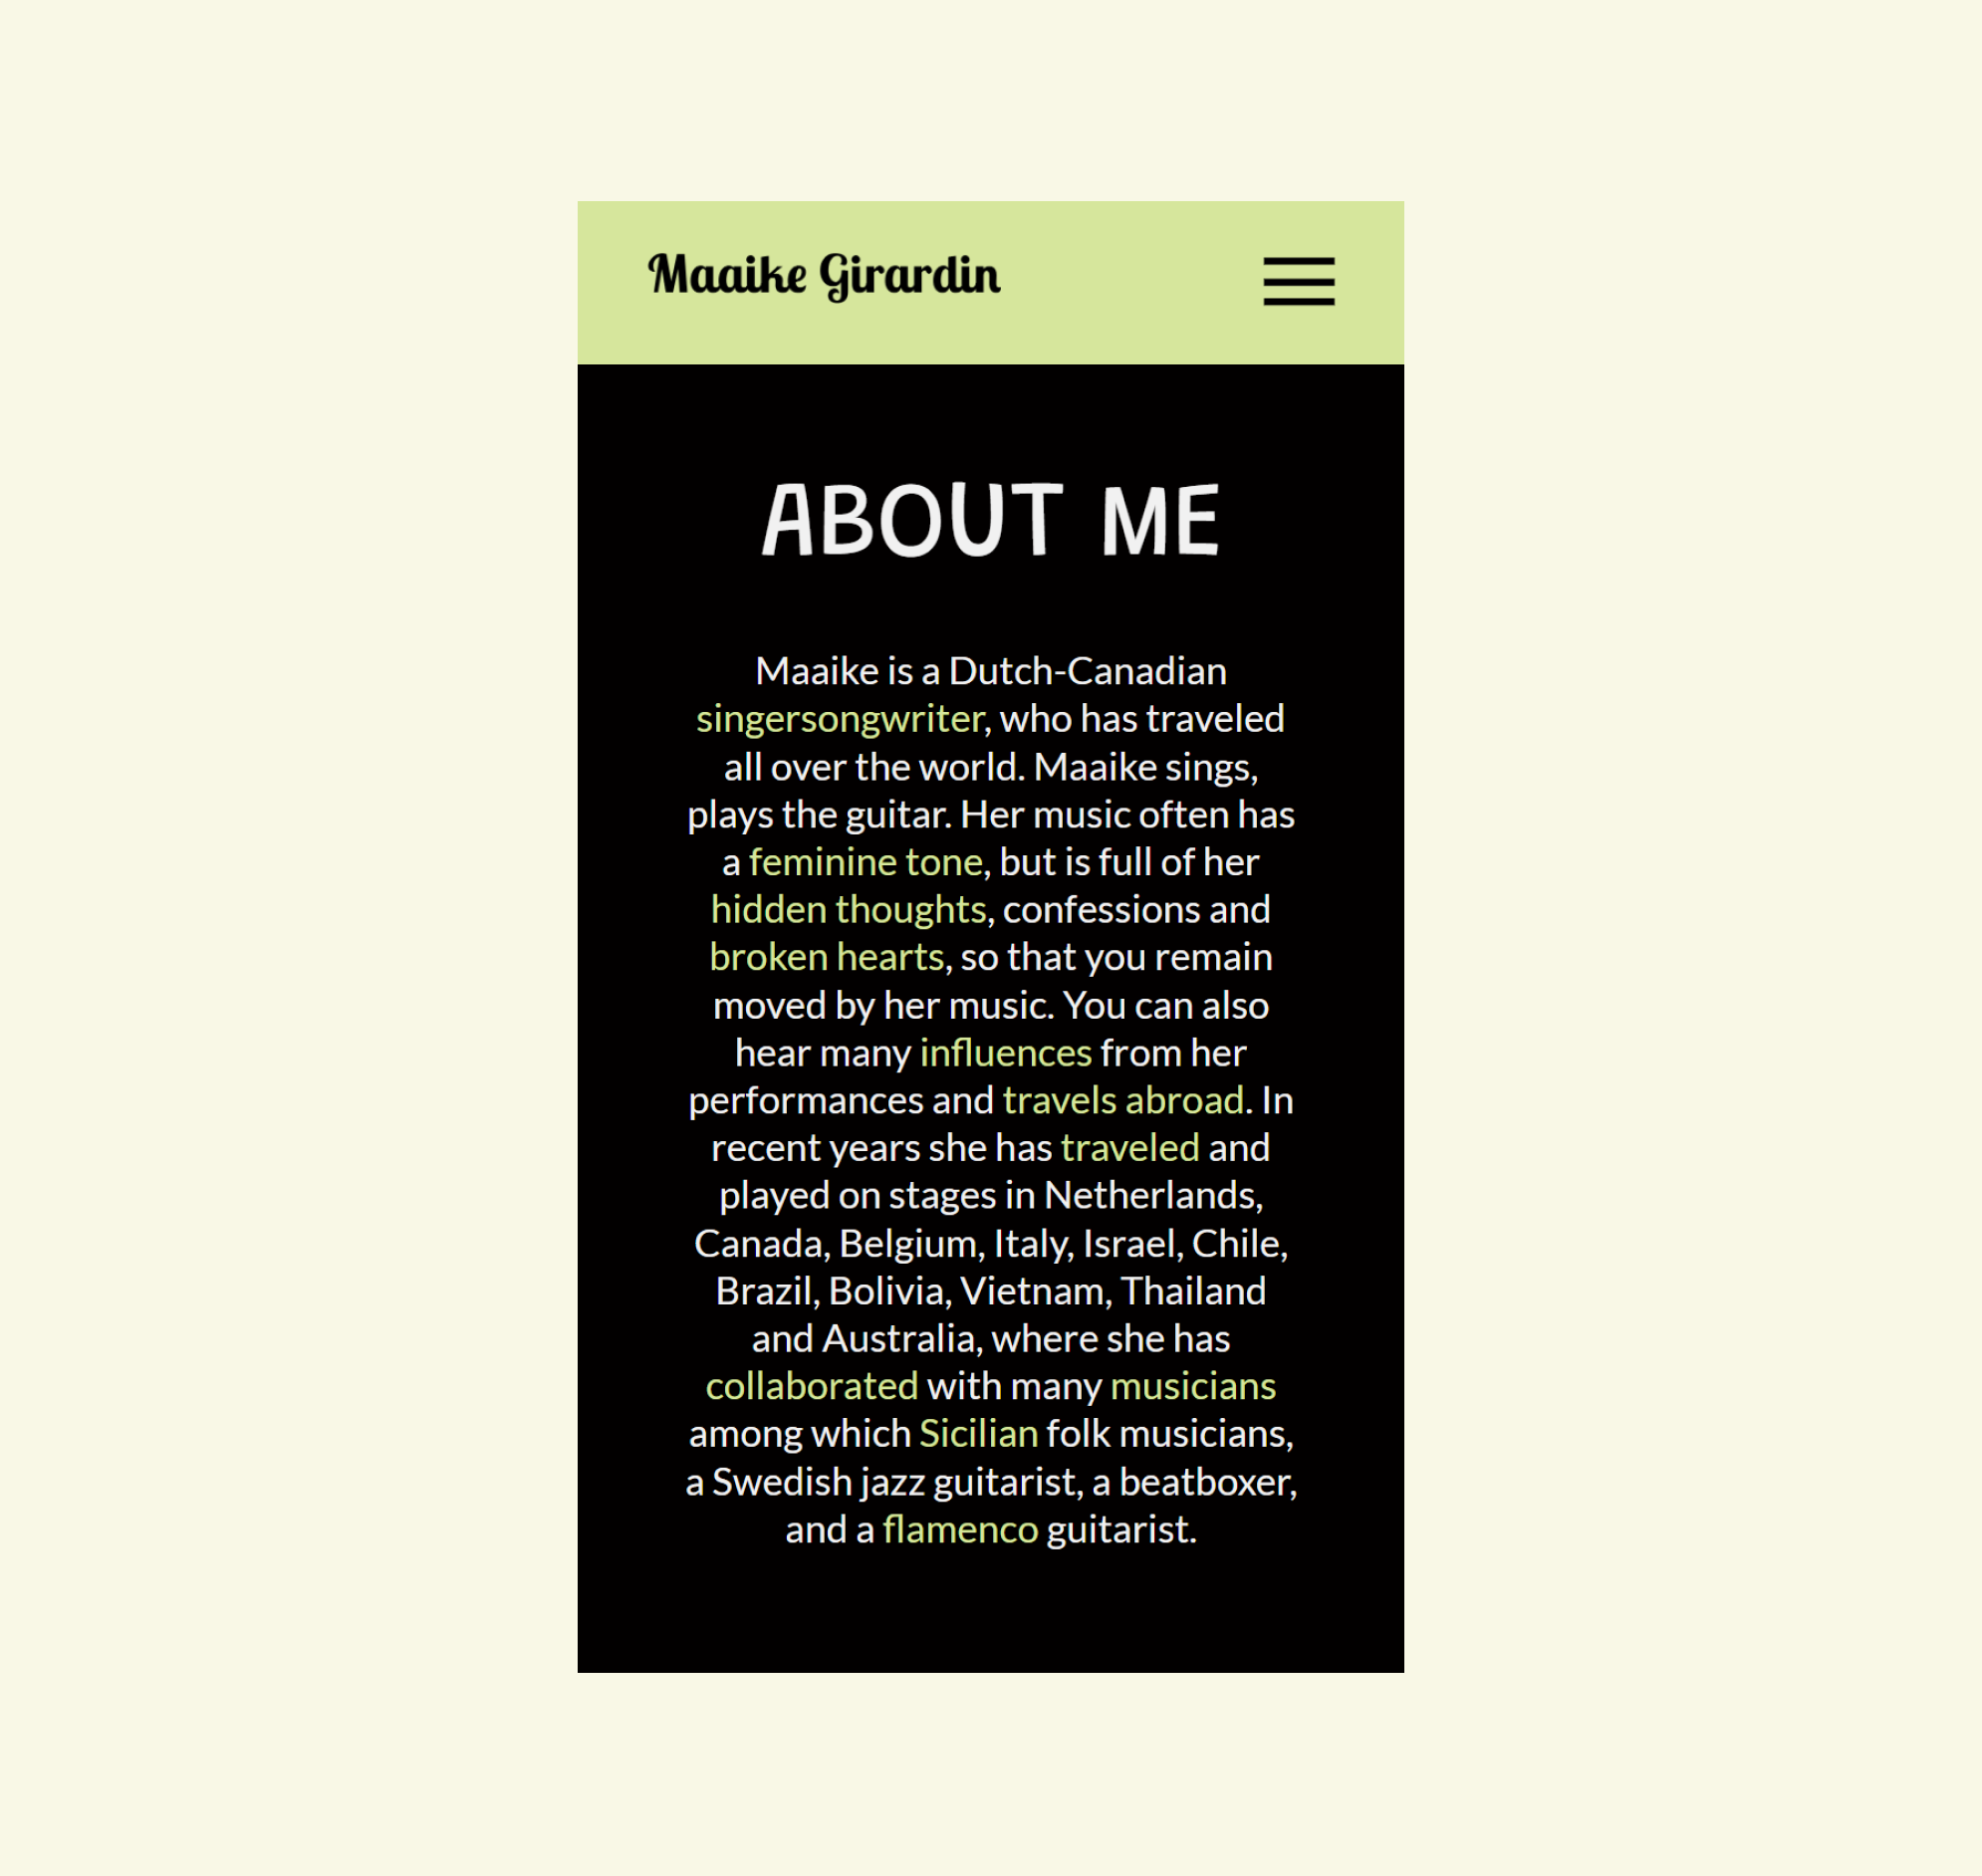 Maaike Girardin
ABOUT ME
Maaike is a Dutch-Canadian
singersongwriter, who has traveled
all over the world. Maaike sings,
plays the guitar. Her music often has
a feminine tone, but is full of her
hidden thoughts, confessions and
broken hearts, so that you remain
moved by her music. You can also
hear many influences from her
performances and travels abroad. In
recent years she has traveled and
played on stages in Netherlands,
Canada, Belgium, Italy, Israel, Chile,
Brazil, Bolivia, Vietnam, Thailand
and Australia, where she has
collaborated with many musicians
among which Sicilian folk musicians,
a Swedish jazz guitarist, a beatboxer,
and a flamenco guitarist.